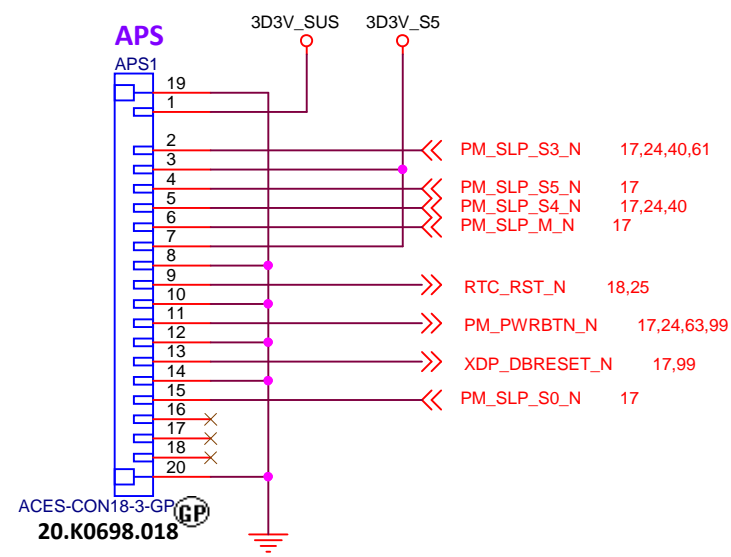 3D3V_SUS 3D3V_S5
APS
APS1
19
1
2 PM_SLP_S3_N 17,24,40,61
3
4 PM_SLP_S5_N 17
5 PM_SLP_S4_N 17,24,40
6 PM_SLP_M_N 17
7
8
9 RTC_RST_N 18,25
10
11 PM_PWRBTN_N 17,24,63,99
12
13 XDP_DBRESET_N 17,99
14
15 PM_SLP_S0_N 17
16
17
18
20
ACES-CON18-3-GP
GP
20.K0698.018